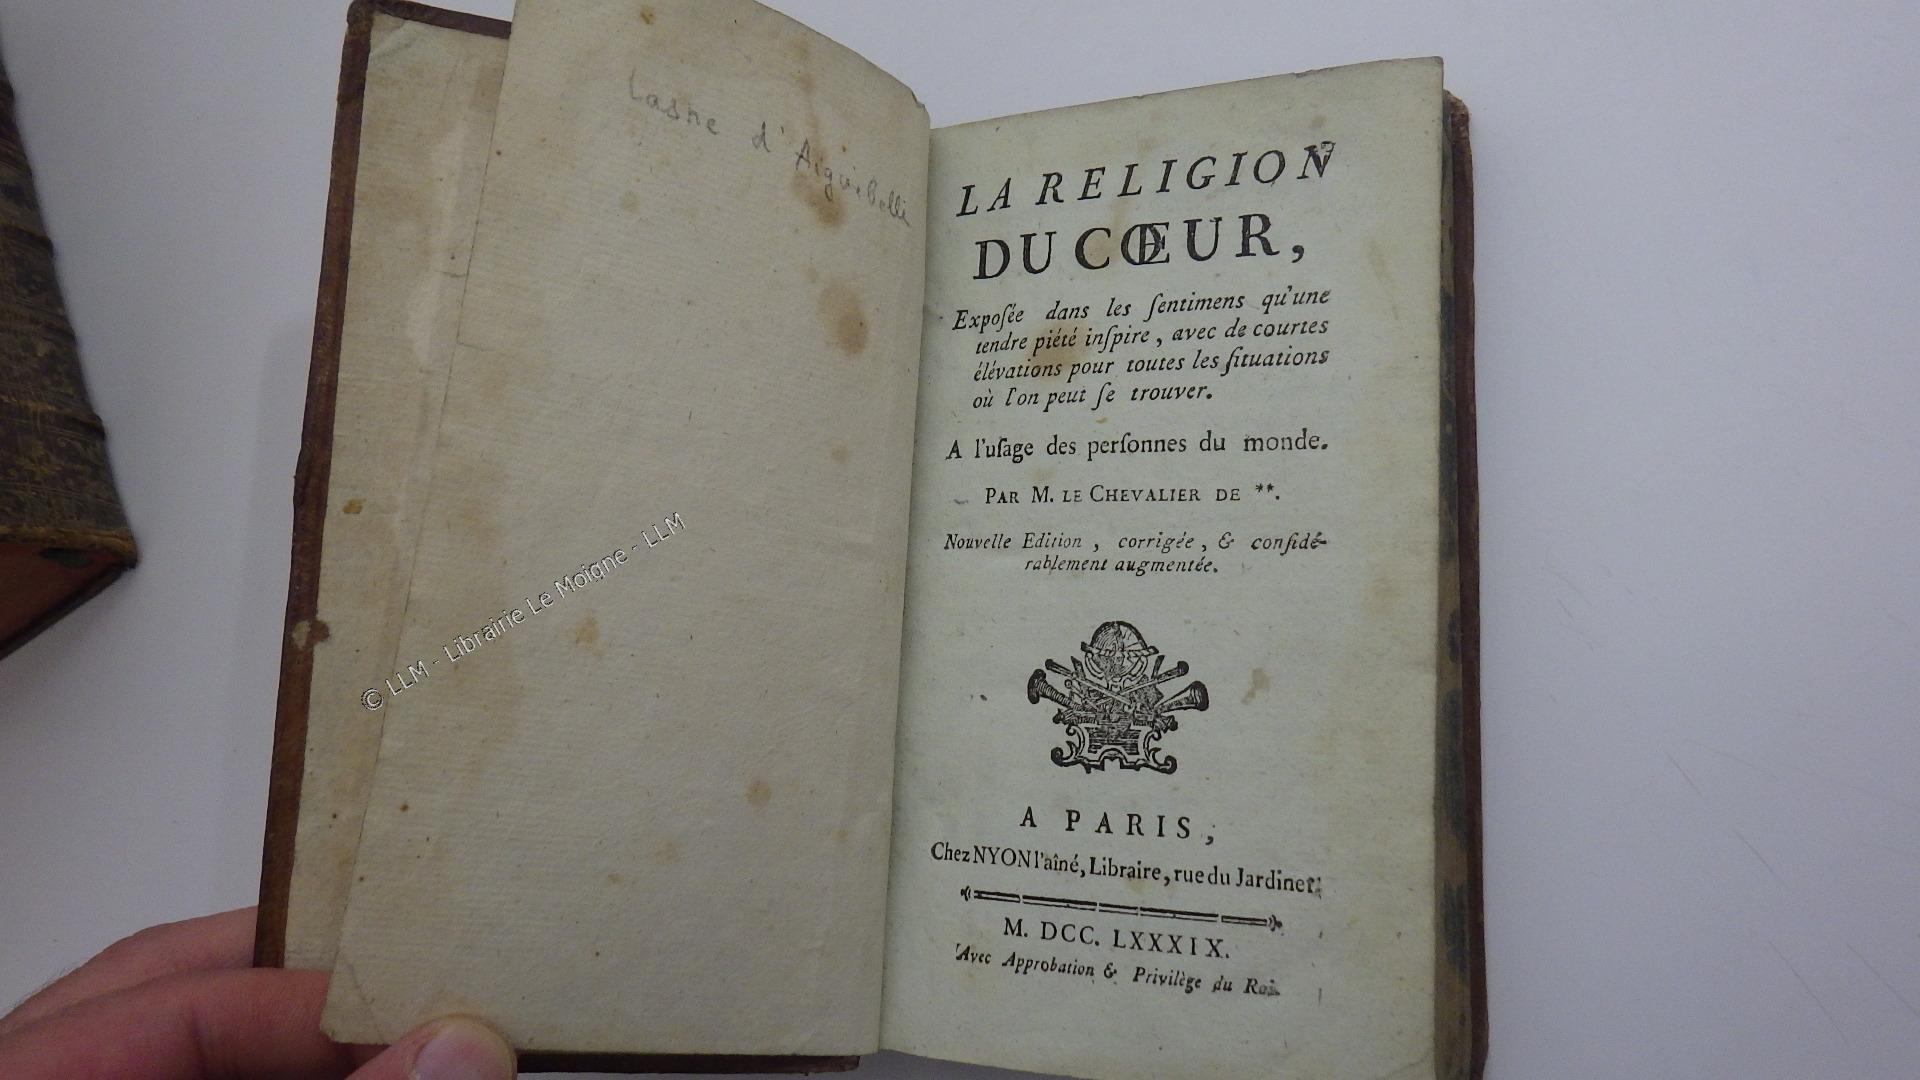 Lasne d'Aiguebelle
LA RELIGION
DU CŒUR,
Expoſée dans les ſentimens qu'une
tendre piété inſpire, avec de courtes
élévations pour toutes les ſituations
où l'on peut ſe trouver.
A l'uſage des perſonnes du monde.
PAR M. LE CHEVALIER DE **.
Nouvelle Edition, corrigée, & conſidé-
rablement augmentée.
A PARIS,
Chez NYON l'aîné, Libraire, rue du Jardinet.
M. DCC. LXXXIX.
Avec Approbation & Privilège du Roi.
© LLM - Librairie Le Moigne - LLM